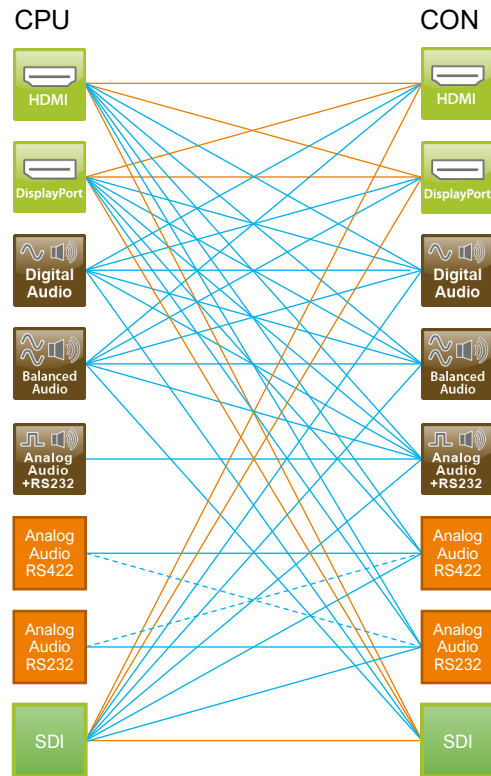 CPU
CON
HDMI
HDMI
DisplayPort
DisplayPort
Digital
Audio
Digital
Audio
Balanced
Audio
Balanced
Audio
Analog
Audio
+RS232
Analog
Audio
+RS232
Analog
Audio
RS422
Analog
Audio
RS422
Analog
Audio
RS232
Analog
Audio
RS232
SDI
SDI